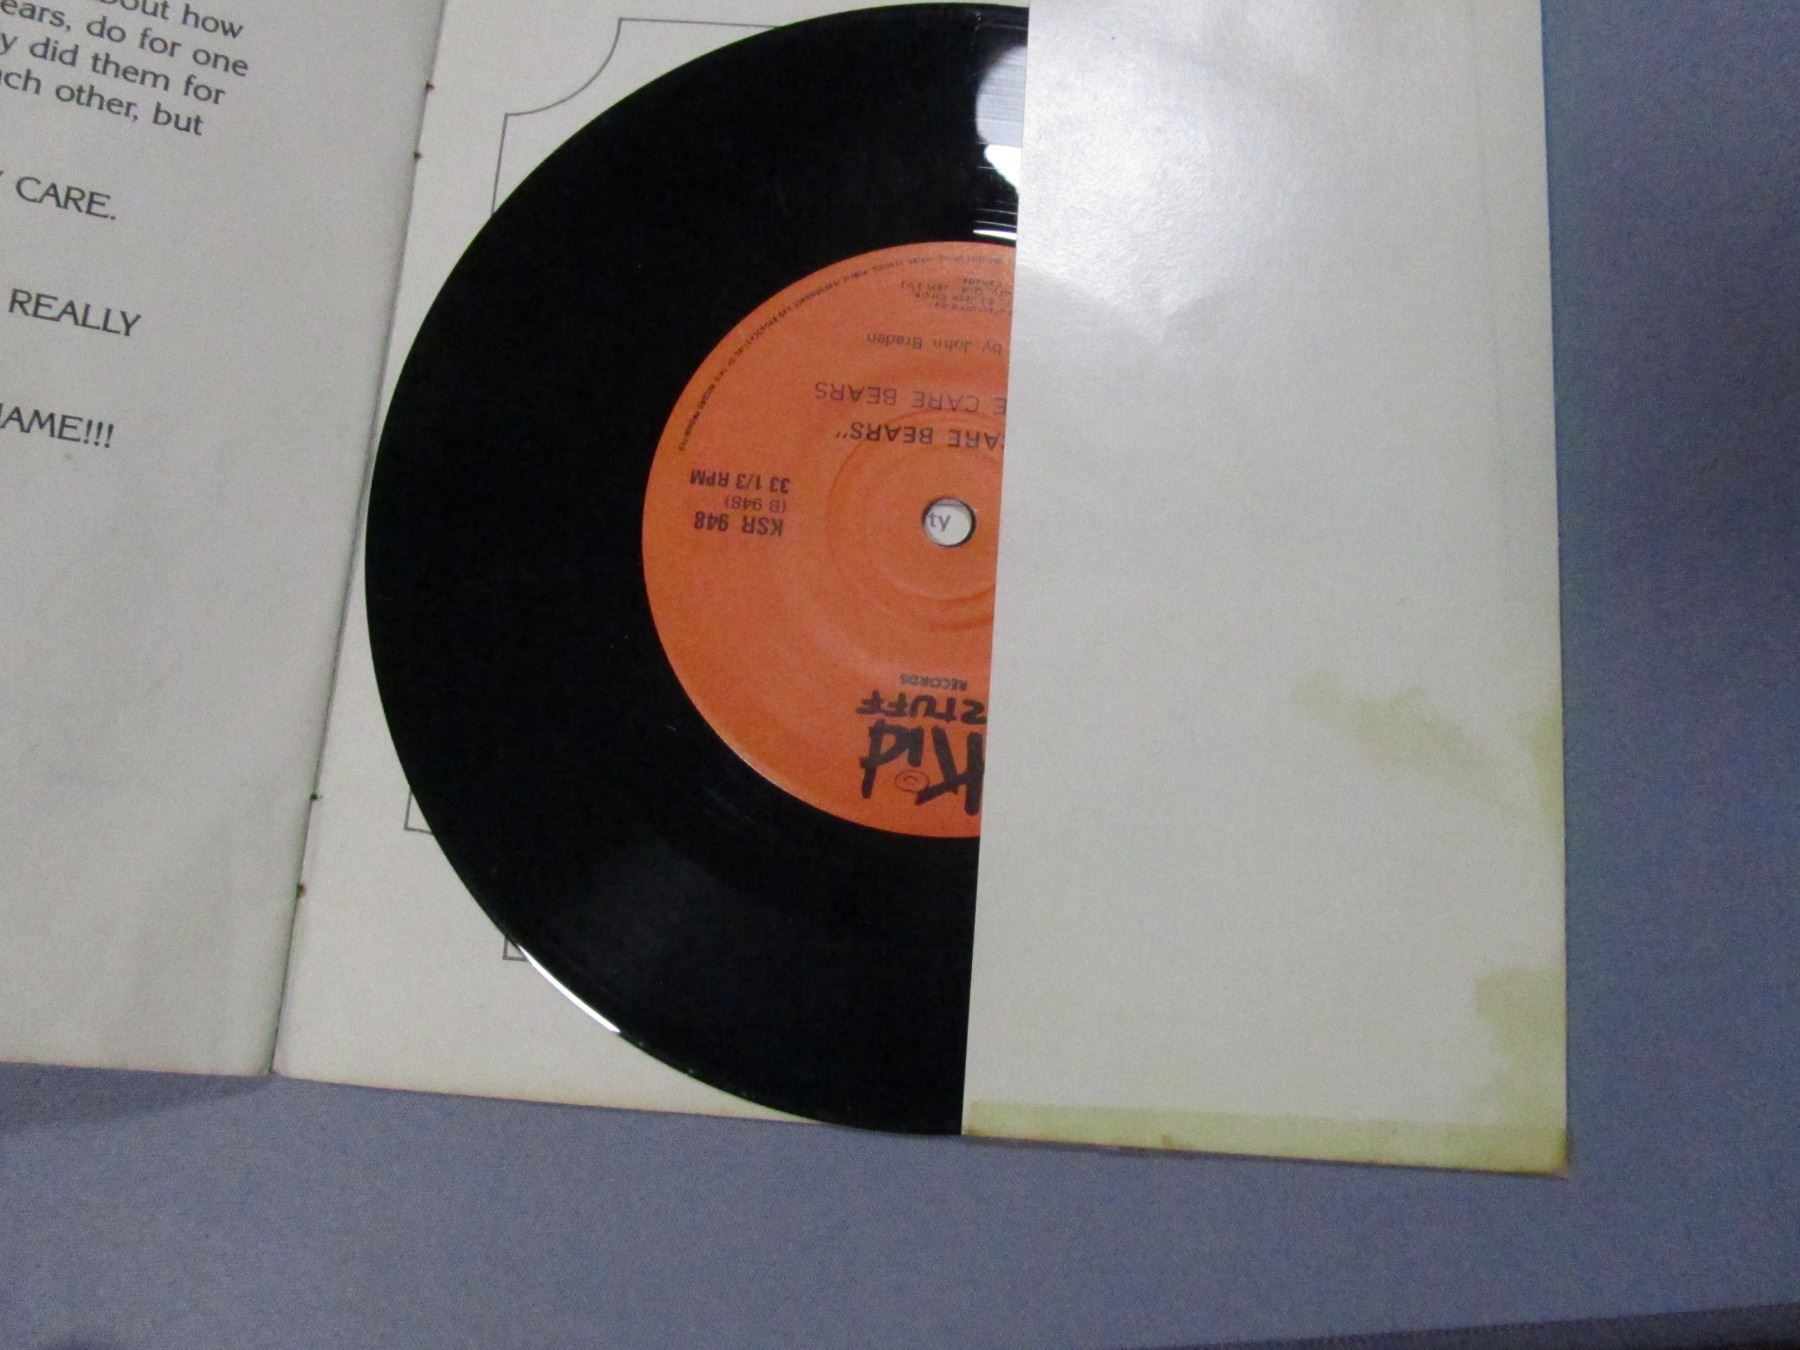 out how
ears, do for one
y did them for
ch other, but
CARE.
REALLY
AME!!!
Kid
STUFF
RECORDS
KSR 948
(B 948)
33 1/3 RPM
CARE BEARS"
E CARE BEARS
by John Braden
ty